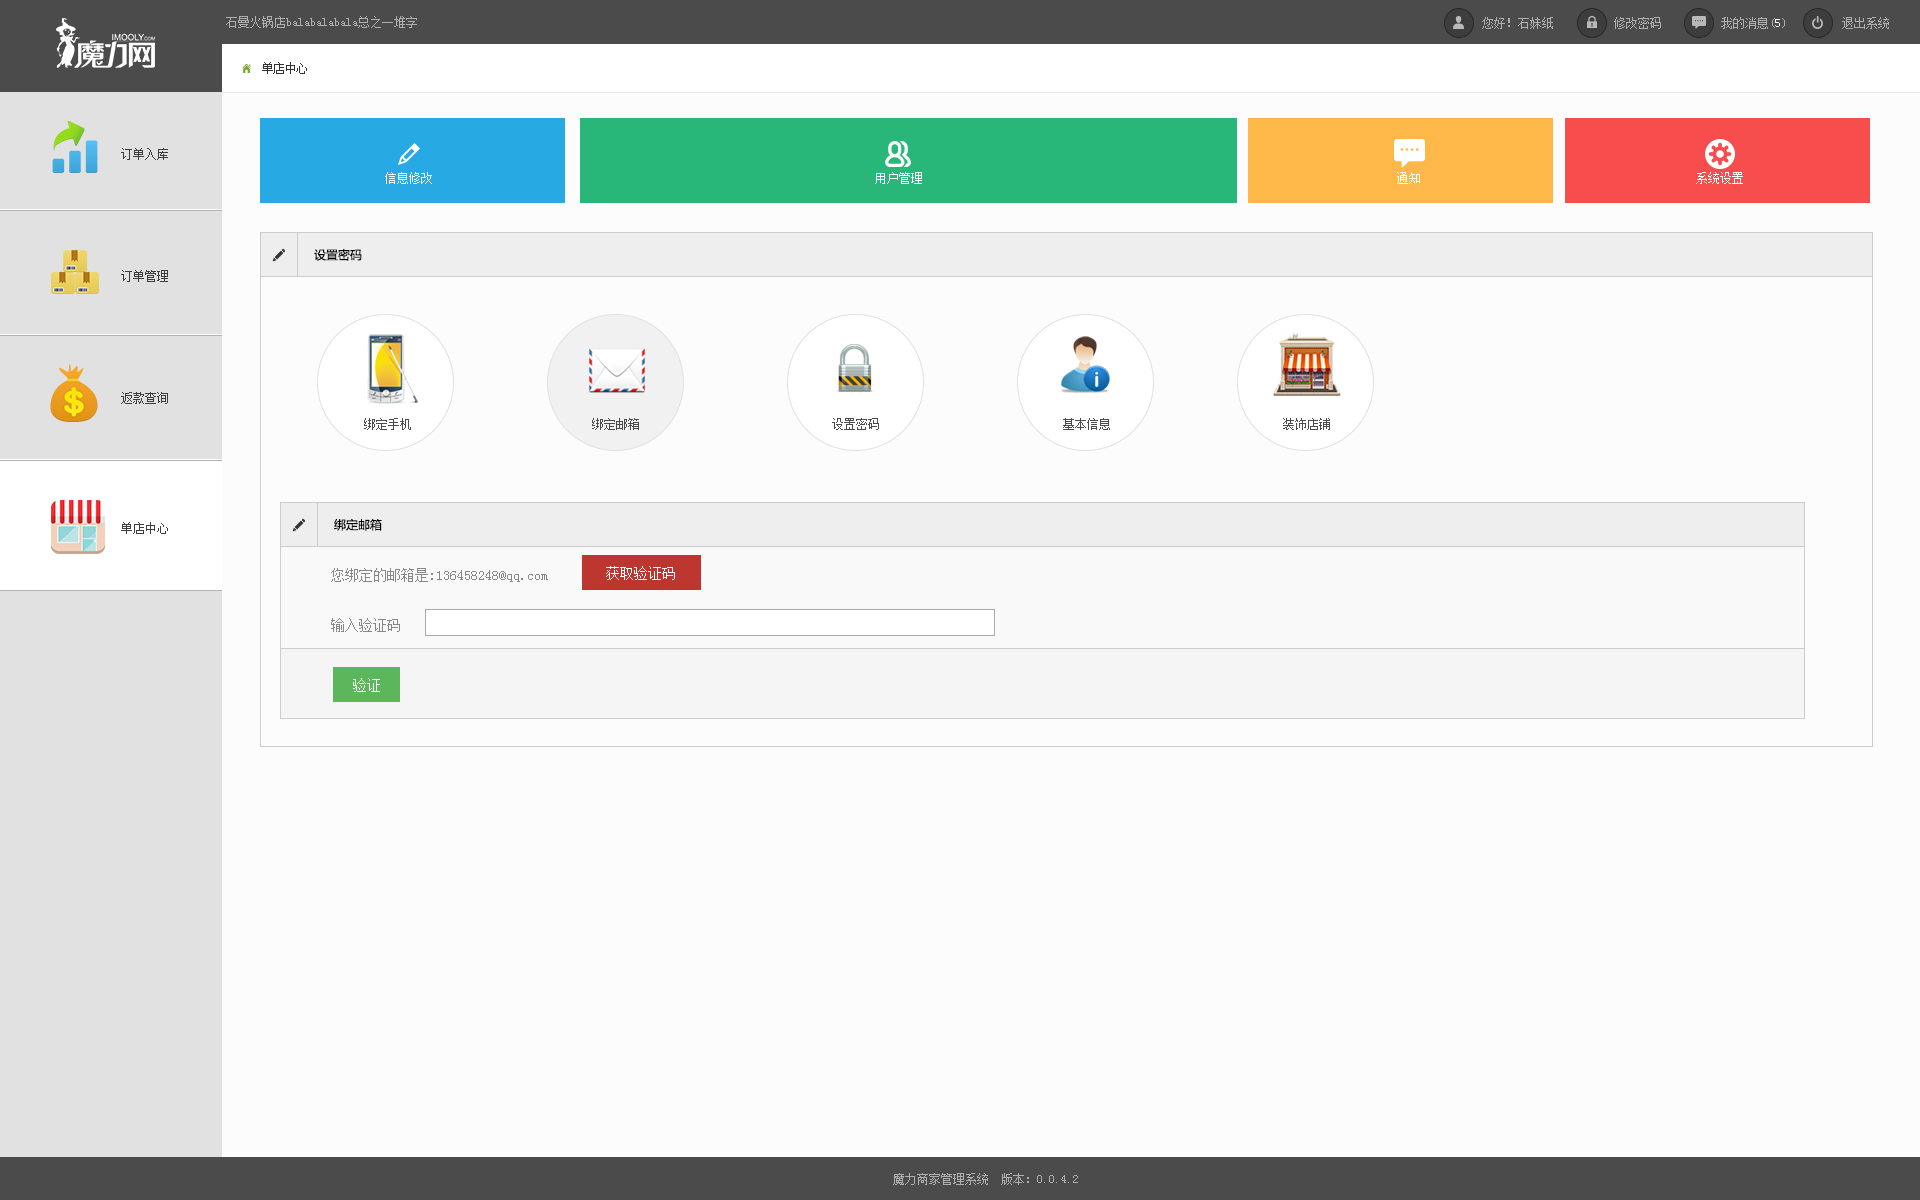 石曼火锅店balabalabala总之一堆字
您好！石妹纸
修改密码
我的消息(5)
退出系统
IMOOLY.COM
魔力网
单店中心
订单入库
订单管理
返款查询
单店中心
信息修改
用户管理
通知
系统设置
设置密码
绑定手机
绑定邮箱
设置密码
基本信息
装饰店铺
绑定邮箱
您绑定的邮箱是:136458248@qq.com
获取验证码
输入验证码
验证
魔力商家管理系统 版本：0.0.4.2